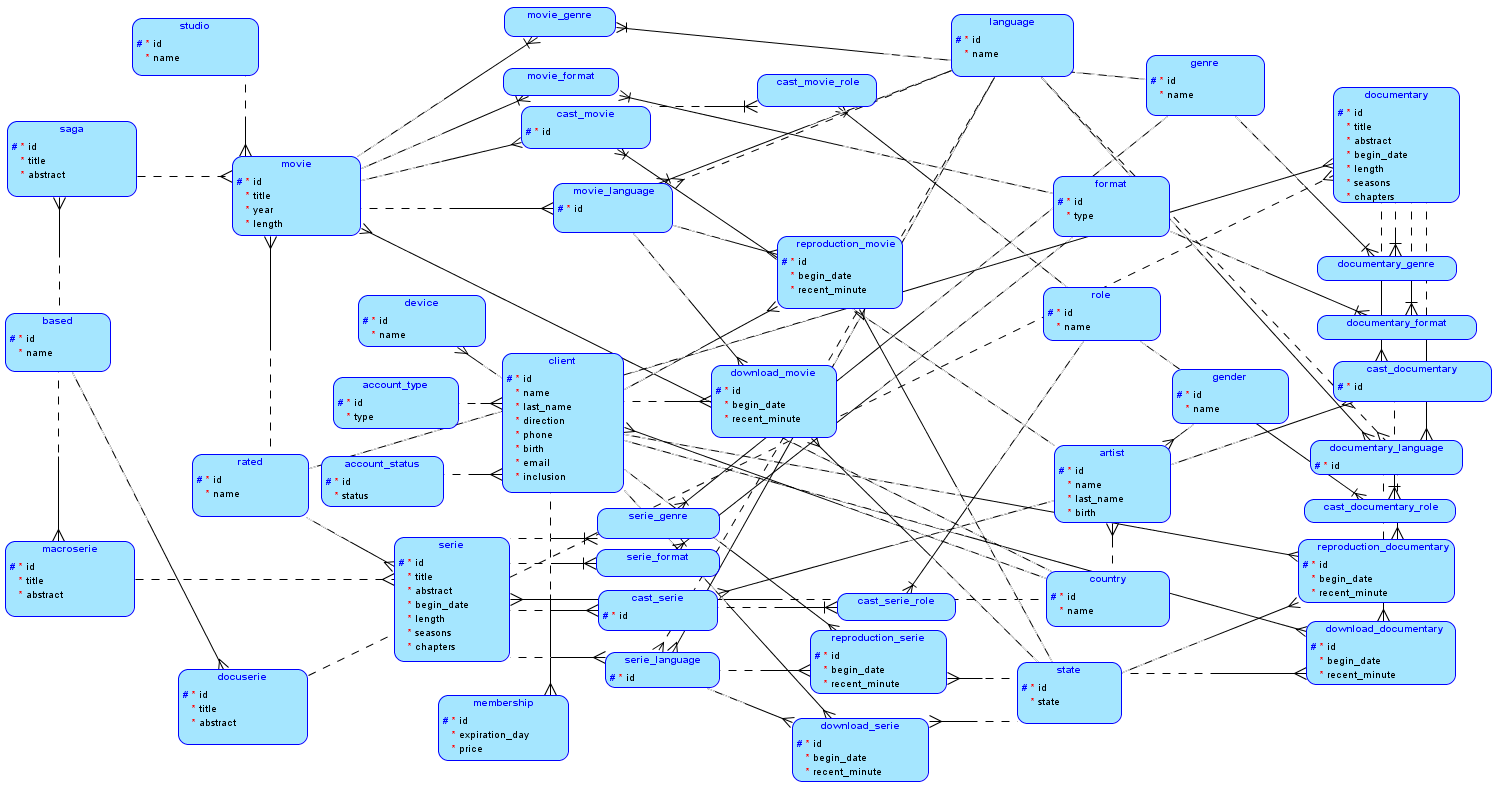 studio
# * id
* name
saga
# * id
* title
* abstract
movie
# * id
* title
* year
* length
movie_genre
movie_format
cast_movie
# * id
cast_movie_role
movie_language
# * id
language
# * id
* name
genre
# * id
* name
documentary
# * id
* title
* abstract
* begin_date
* length
* seasons
* chapters
format
# * id
* type
reproduction_movie
# * id
* begin_date
* recent_minute
documentary_genre
documentary_format
based
# * id
* name
device
# * id
* name
role
# * id
* name
client
# * id
* name
* last_name
* direction
* phone
* birth
* email
* inclusion
account_type
# * id
* type
download_movie
# * id
* begin_date
* recent_minute
gender
# * id
* name
cast_documentary
# * id
rated
# * id
* name
account_status
# * id
* status
artist
# * id
* name
* last_name
* birth
documentary_language
# * id
cast_documentary_role
serie_genre
serie_format
cast_serie
# * id
cast_serie_role
serie_language
# * id
macroserie
# * id
* title
* abstract
serie
# * id
* title
* abstract
* begin_date
* length
* seasons
* chapters
country
# * id
* name
reproduction_documentary
# * id
* begin_date
* recent_minute
download_documentary
# * id
* begin_date
* recent_minute
reproduction_serie
# * id
* begin_date
* recent_minute
state
# * id
* state
docuserie
# * id
* title
* abstract
membership
# * id
* expiration_day
* price
download_serie
# * id
* begin_date
* recent_minute